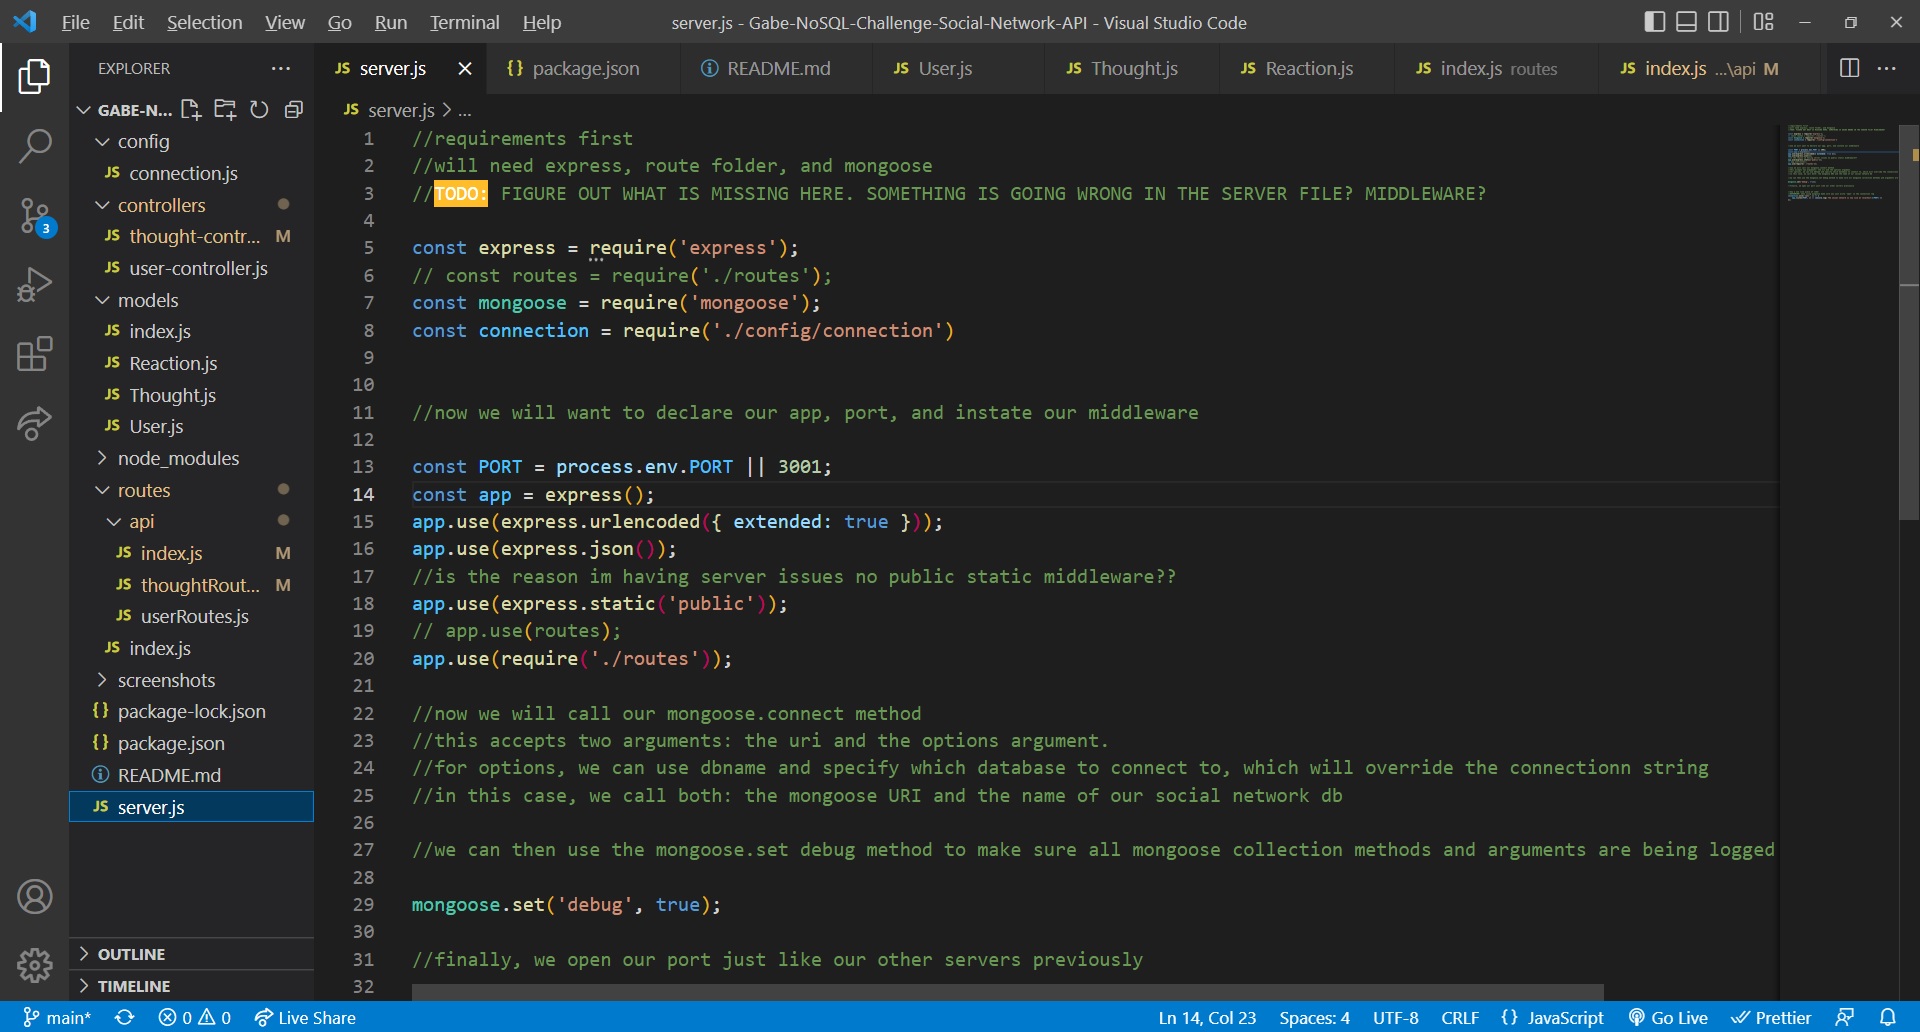 File Edit Selection View Go Run Terminal Help
server.js - Gabe-NoSQL-Challenge-Social-Network-API - Visual Studio Code
EXPLORER
JS server.js
{} package.json
README.md
JS User.js
JS Thought.js
JS Reaction.js
JS index.js routes
JS index.js ...\api M
GABE-N...
JS server.js > ...
config
JS connection.js
controllers
JS thought-contr... M
JS user-controller.js
models
JS index.js
JS Reaction.js
JS Thought.js
JS User.js
node_modules
routes
api
JS index.js M
JS thoughtRout... M
JS userRoutes.js
JS index.js
screenshots
{} package-lock.json
{} package.json
README.md
JS server.js
OUTLINE
TIMELINE
3
1 //requirements first
2 //will need express, route folder, and mongoose
3 //TODO: FIGURE OUT WHAT IS MISSING HERE. SOMETHING IS GOING WRONG IN THE SERVER FILE? MIDDLEWARE?
4
5 const express = require('express');
6 // const routes = require('./routes');
7 const mongoose = require('mongoose');
8 const connection = require('./config/connection')
9
10
11 //now we will want to declare our app, port, and instate our middleware
12
13 const PORT = process.env.PORT || 3001;
14 const app = express();
15 app.use(express.urlencoded({ extended: true }));
16 app.use(express.json());
17 //is the reason im having server issues no public static middleware??
18 app.use(express.static('public'));
19 // app.use(routes);
20 app.use(require('./routes'));
21
22 //now we will call our mongoose.connect method
23 //this accepts two arguments: the uri and the options argument.
24 //for options, we can use dbname and specify which database to connect to, which will override the connectionn string
25 //in this case, we call both: the mongoose URI and the name of our social network db
26
27 //we can then use the mongoose.set debug method to make sure all mongoose collection methods and arguments are being logged
28
29 mongoose.set('debug', true);
30
31 //finally, we open our port just like our other servers previously
32
main* 0 0 Live Share
Ln 14, Col 23 Spaces: 4 UTF-8 CRLF {} JavaScript Go Live Prettier